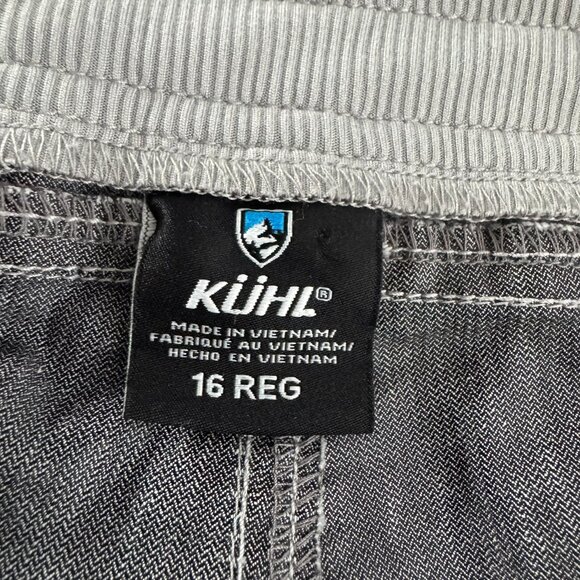 KÜHL®
MADE IN VIETNAM/
FABRIQUÉ AU VIETNAM/
HECHO EN VIETNAM
16 REG